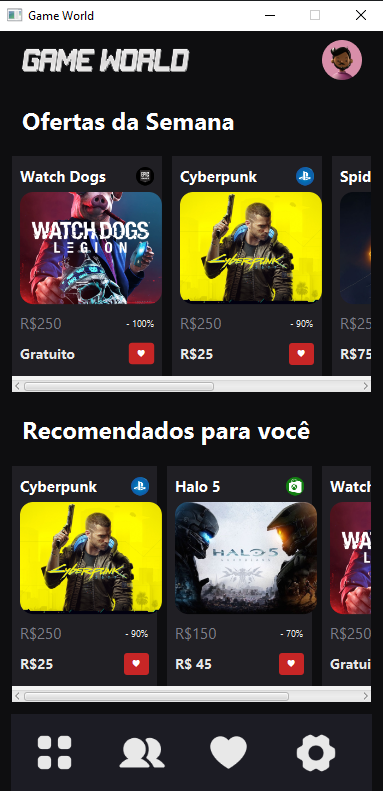 Game World
GAME WORLD
Ofertas da Semana
Watch Dogs
EPIC
GAMES
Cyberpunk
Spid
WATCH DOGS
LEGION
CYBERPUNK
R$250
- 100%
R$250
- 90%
R$25
Gratuito
R$25
R$75
Recomendados para você
Cyberpunk
Halo 5
Watch
CYBERPUNK
HALO 5
WA
R$250
- 90%
R$150
- 70%
R$250
R$25
R$ 45
Gratui